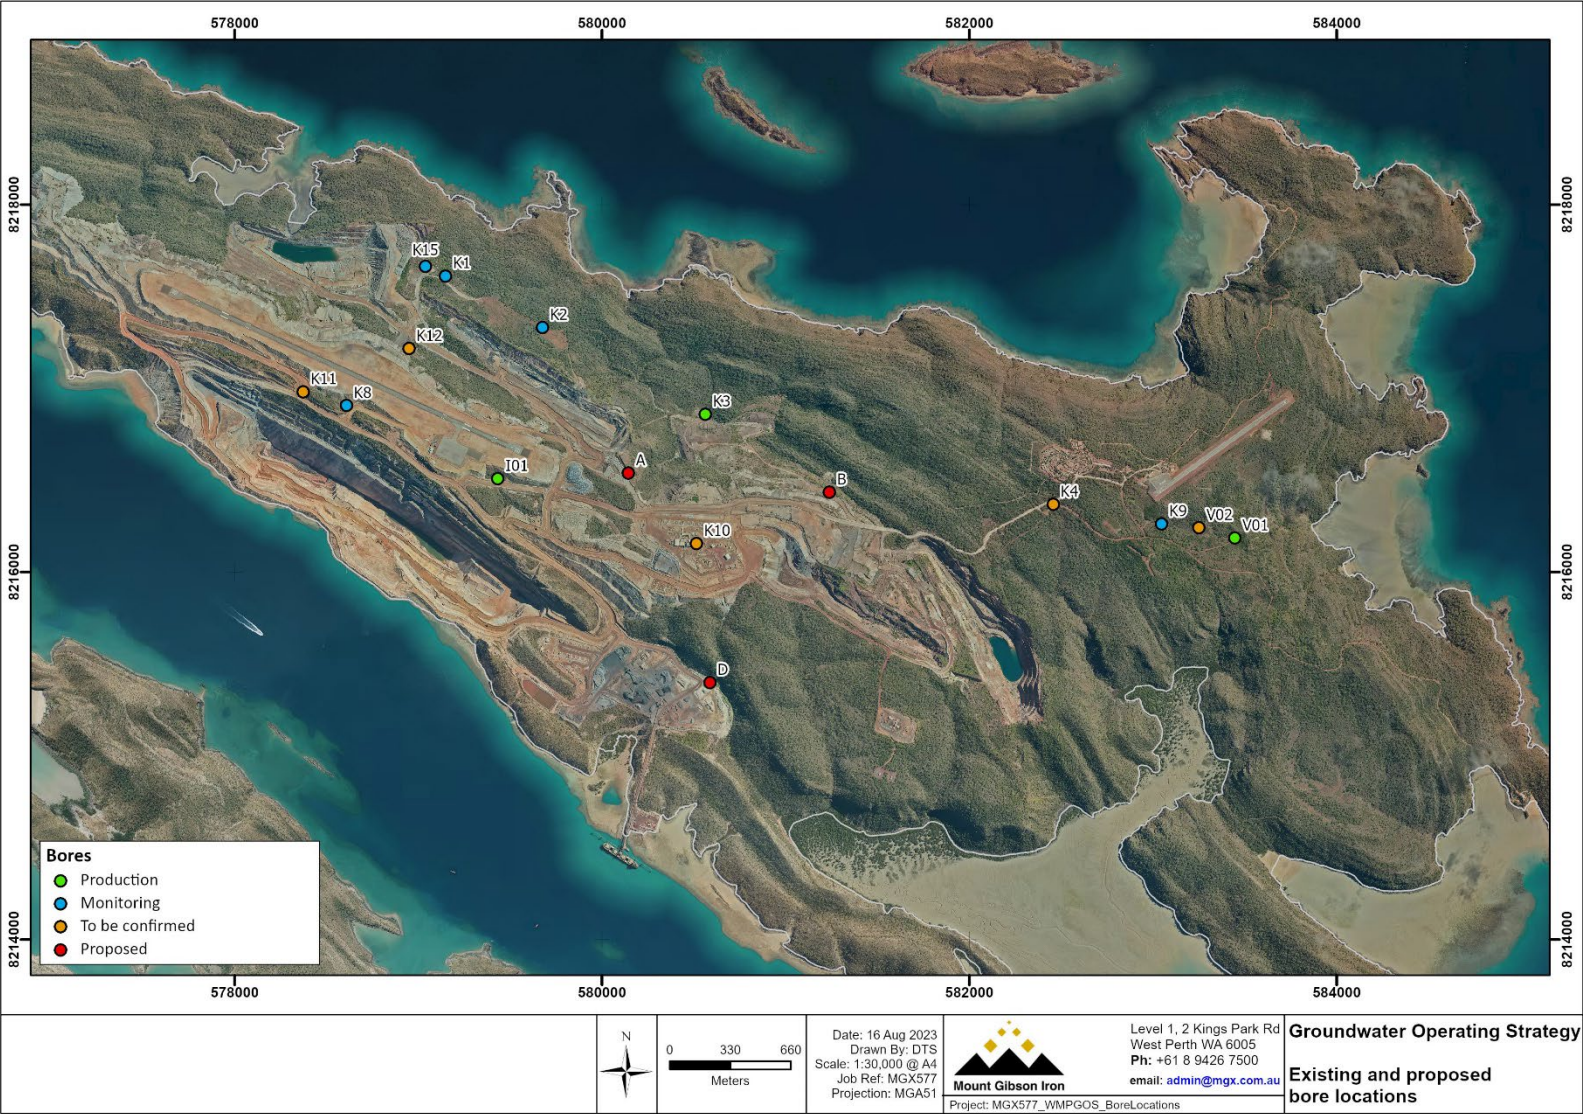 578000
580000
582000
584000
8218000
8218000
K15
K1
K2
K12
K11
K8
K3
I01
A
B
K4
K10
K9
V02
V01
8216000
8216000
D
Bores
Production
Monitoring
To be confirmed
Proposed
8214000
8214000
578000
580000
582000
584000
N
0 330 660
Meters
Date: 16 Aug 2023
Drawn By: DTS
Scale: 1:30,000 @ A4
Job Ref: MGX577
Projection: MGA51
Mount Gibson Iron
Level 1, 2 Kings Park Rd
West Perth WA 6005
Ph: +61 8 9426 7500
email: admin@mgx.com.au
Project: MGX577_WMPGOS_BoreLocations
Groundwater Operating Strategy
Existing and proposed
bore locations